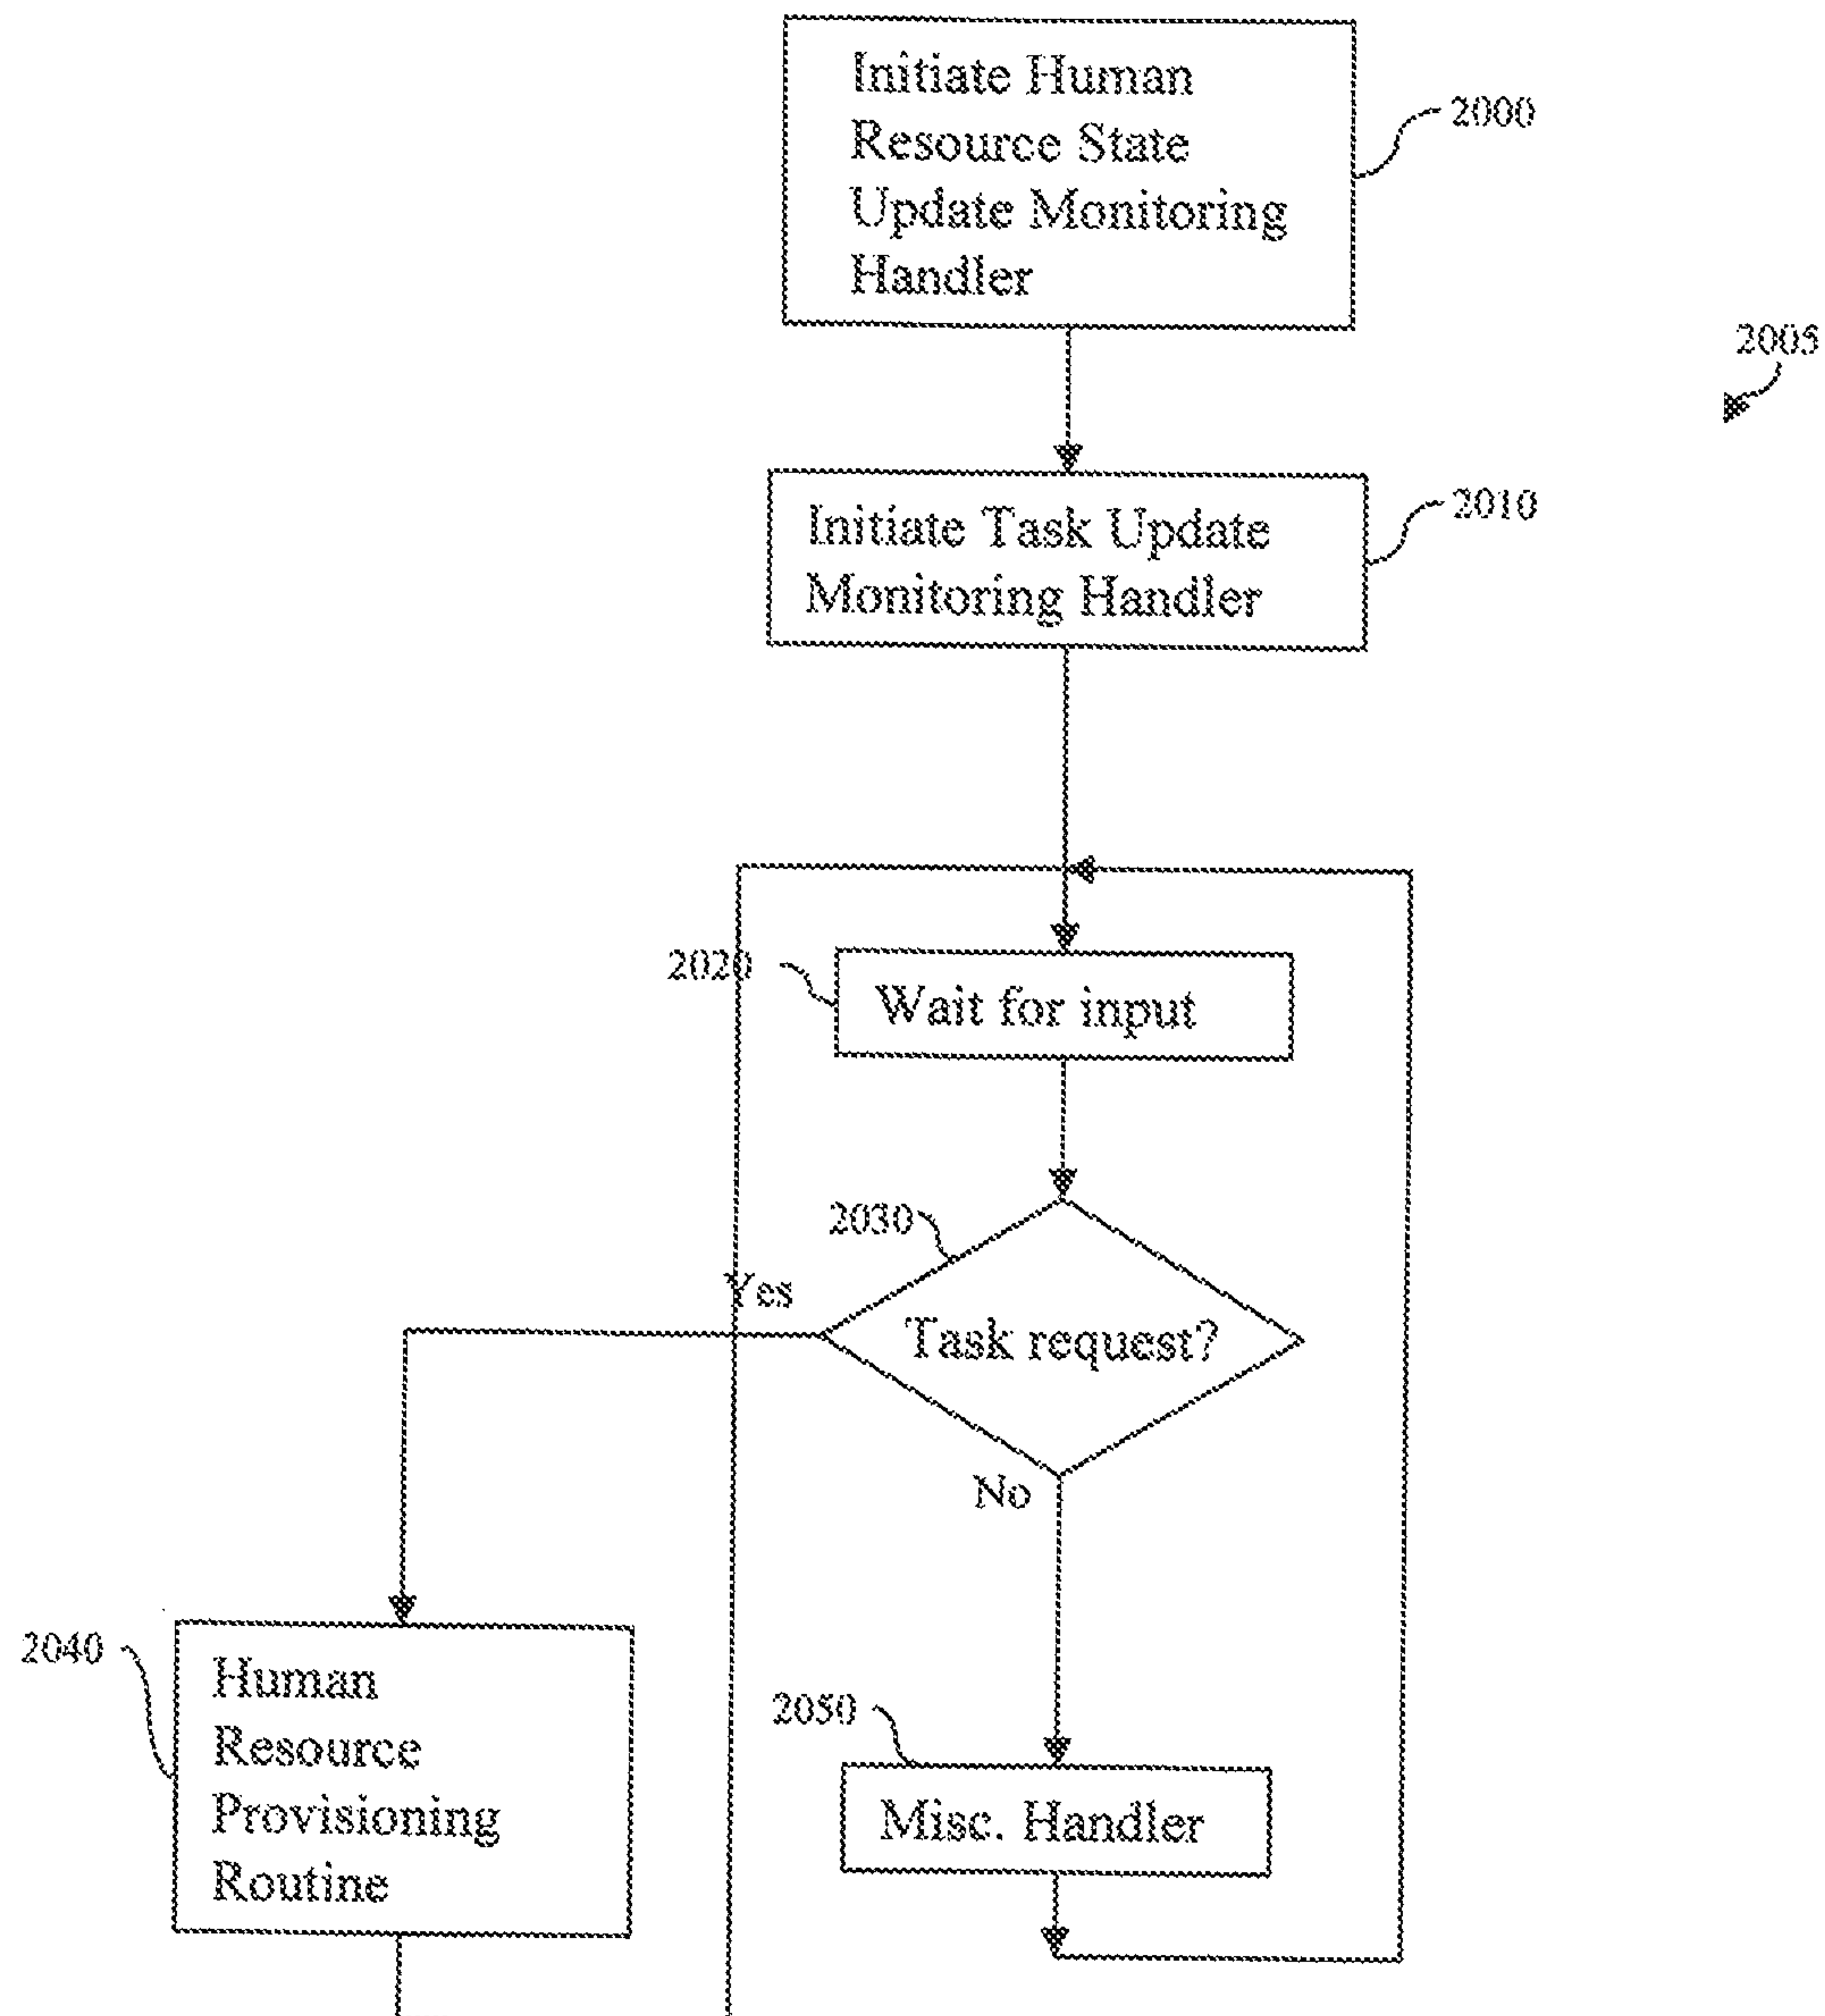 Initiate Human
Resource State
Update Monitoring
Handler
2000
2005
Initiate Task Update
Monitoring Handler
2010
2020
Wait for input
2030
Yes
Task request?
No
2040
Human
Resource
Provisioning
Routine
2050
Misc. Handler